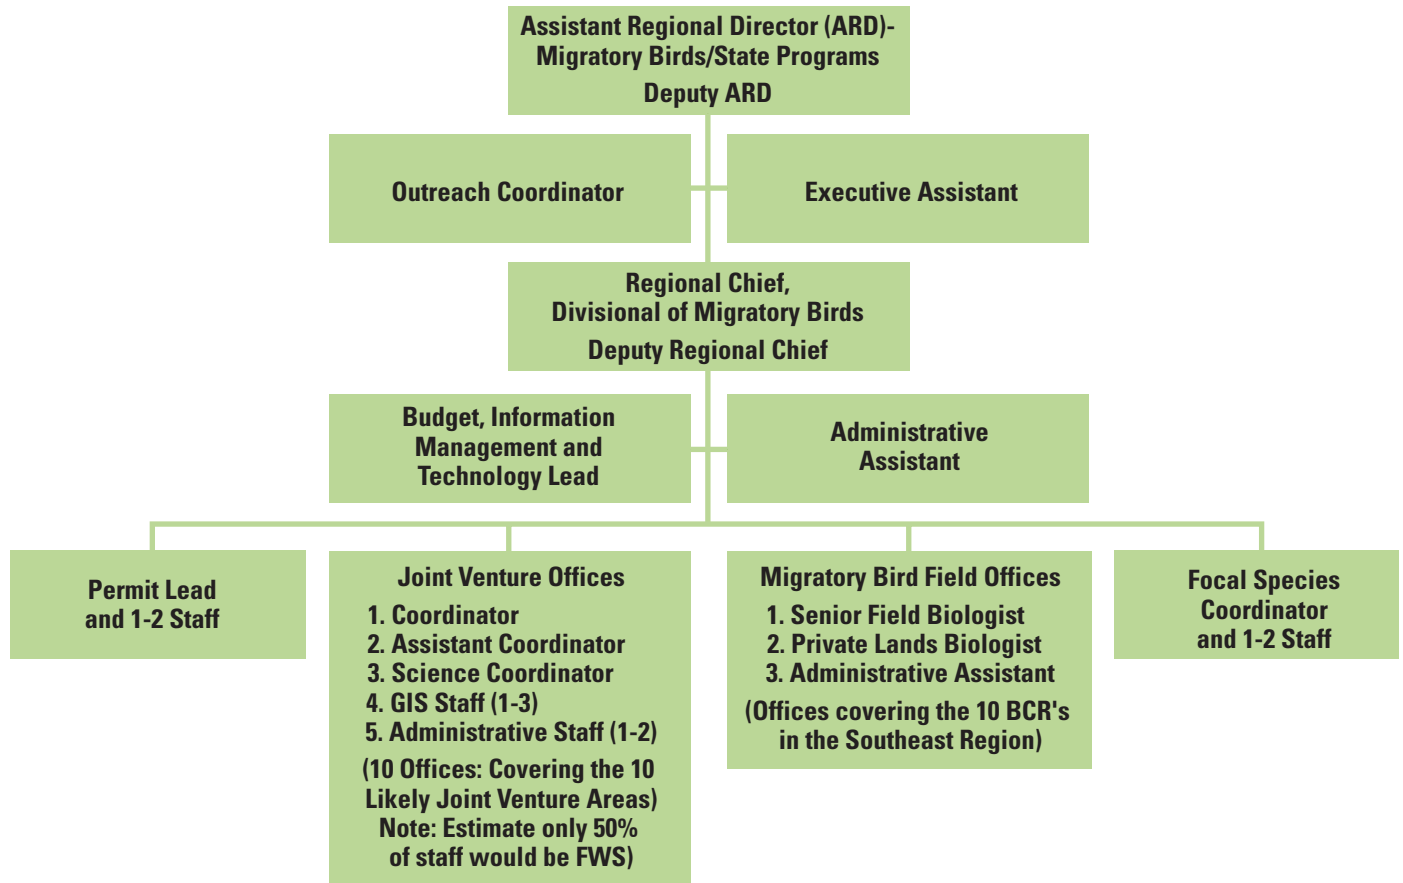 Assistant Regional Director (ARD)-
Migratory Birds/State Programs
Deputy ARD
Outreach Coordinator
Executive Assistant
Regional Chief,
Divisional of Migratory Birds
Deputy Regional Chief
Budget, Information
Management and
Technology Lead
Administrative
Assistant
Permit Lead
and 1-2 Staff
Joint Venture Offices
1. Coordinator
2. Assistant Coordinator
3. Science Coordinator
4. GIS Staff (1-3)
5. Administrative Staff (1-2)
(10 Offices: Covering the 10
Likely Joint Venture Areas)
Note: Estimate only 50%
of staff would be FWS)
Migratory Bird Field Offices
1. Senior Field Biologist
2. Private Lands Biologist
3. Administrative Assistant
(Offices covering the 10 BCR's
in the Southeast Region)
Focal Species
Coordinator
and 1-2 Staff